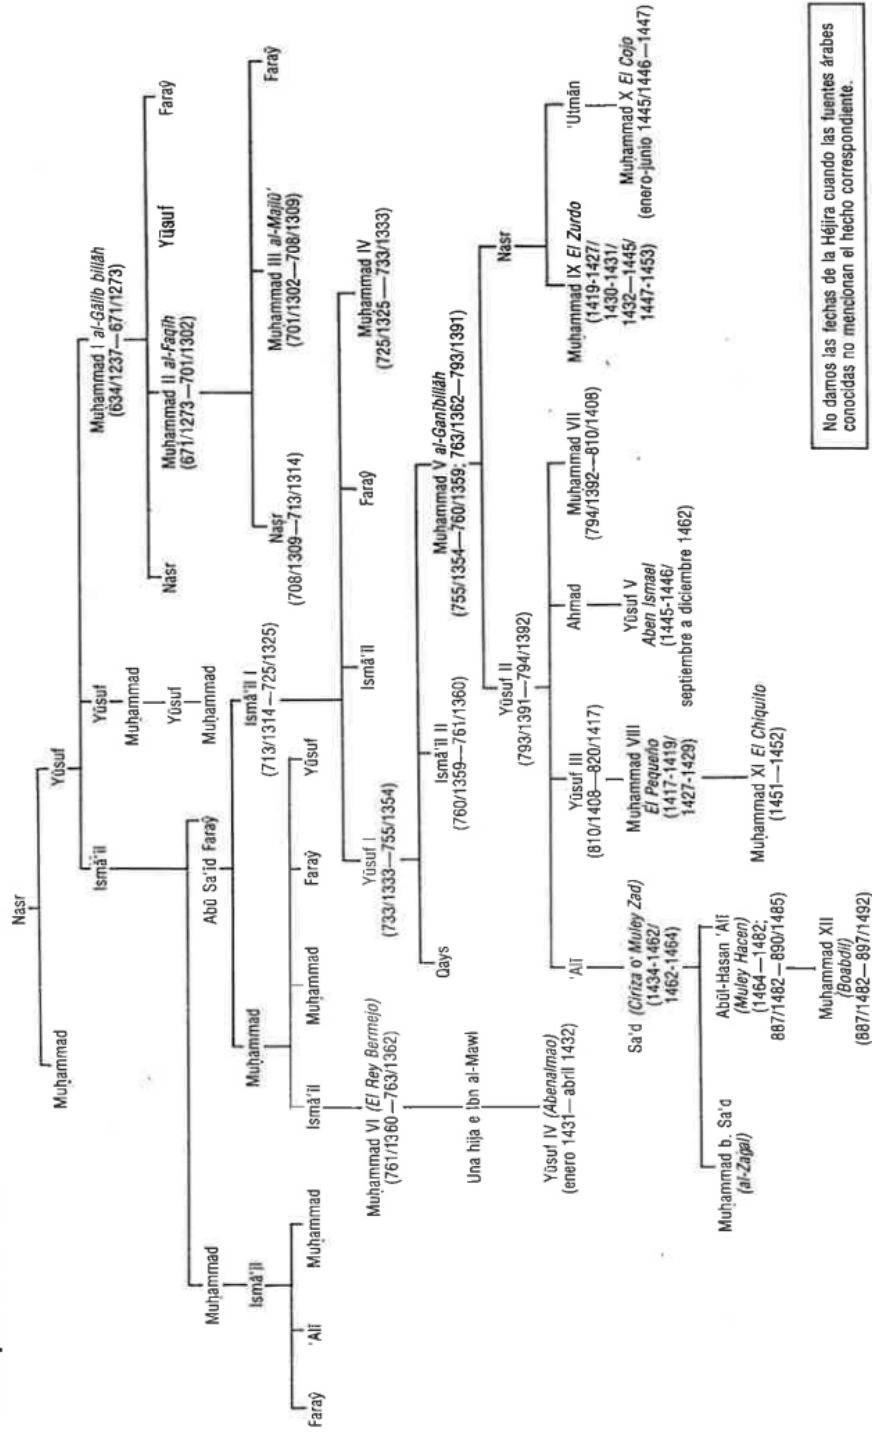 Nasr
Muḥammad
Yūsuf
Ismā'īl
Yūsuf
Muḥammad I al-Gālib billāh
(634/1237—671/1273)
Muḥammad
Abū Sa'īd Faraŷ
Muḥammad
Yūsuf
Muḥammad
Nasr
Muḥammad II al-Faqīh
(671/1273—701/1302)
Yūsuf
Faraŷ
Ismā'īl
Faraŷ
'Alī
Muḥammad
Muḥammad
Ismā'īl I
(713/1314—725/1325)
Naṣr
(708/1309—713/1314)
Muḥammad III al-Majlū'
(701/1302—708/1309)
Faraŷ
Ismā'īl
Muḥammad
Faraŷ
Yūsuf
Muḥammad VI (El Rey Bermejo)
(761/1360—763/1362)
Una hija e Ibn al-Mawl
Yūsuf IV (Abenalmao)
(enero 1431—abril 1432)
Yūsuf I
(733/1333—755/1354)
Ismā'īl
Faraŷ
Muḥammad IV
(725/1325—733/1333)
Qays
Ismā'īl II
(760/1359—761/1360)
Muḥammad V al-Ganibillāh
(755/1354—760/1359; 763/1362—793/1391)
Yūsuf II
(793/1391—794/1392)
Nasr
'Alī
Yūsuf III
(810/1408—820/1417)
Ahmad
Muḥammad VII
(794/1392—810/1408)
Muḥammad IX El Zurdo
(1419-1427/
1430-1431/
1432—1445/
1447-1453)
'Utmān
Sa'd (Ciriza o' Muley Zad)
(1434-1462/
1462-1464)
Muḥammad VIII
El Pequeño
(1417-1419/
1427-1429)
Yūsuf V
Aben Ismael
(1445-1446/
septiembre a diciembre 1462)
Muḥammad X El Cojo
(enero-junio 1445/1446—1447)
Muḥammad b. Sa'd
(al-Zagal)
Abūl-Hasan 'Alī
(Muley Hacen)
(1464—1482;
887/1482—890/1485)
Muḥammad XI El Chiquito
(1451—1452)
Muḥammad XII
(Boabdil)
(887/1482—897/1492)
No damos las fechas de la Héjira cuando las fuentes árabes
conocidas no mencionan el hecho correspondiente.